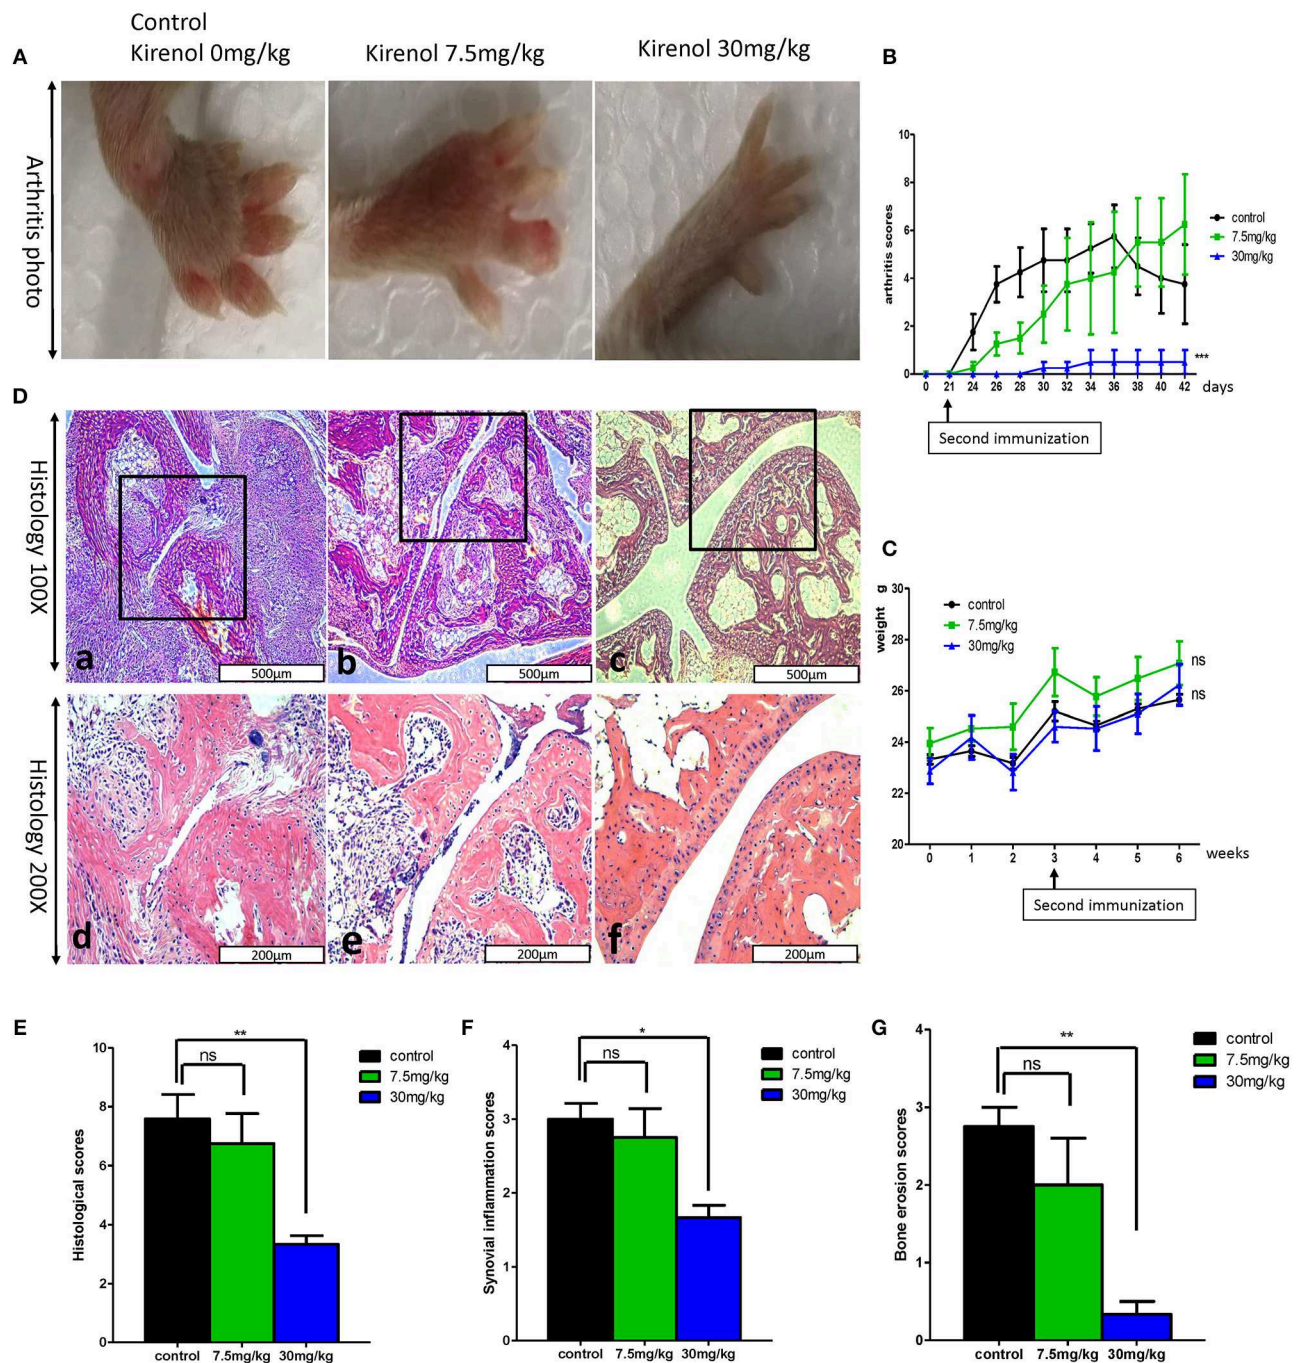 Control
Kirenol 0mg/kg
Kirenol 7.5mg/kg
Kirenol 30mg/kg
A
Arthritis photo
B
arthritis scores
10
8
6
4
2
0
0 21 24 26 28 30 32 34 36 38 40 42 days
control
7.5mg/kg
30mg/kg
***
Second immunization
D
Histology 100X
a
500μm
b
500μm
c
500μm
Histology 200X
d
200μm
e
200μm
f
200μm
C
weight g
30
28
26
24
22
20
0 1 2 3 4 5 6 weeks
control
7.5mg/kg
30mg/kg
ns
ns
Second immunization
E
Histological scores
10
8
6
4
2
0
ns
**
control
7.5mg/kg
30mg/kg
control 7.5mg/kg 30mg/kg
F
Synovial inflammation scores
4
3
2
1
0
ns
*
control
7.5mg/kg
30mg/kg
control 7.5mg/kg 30mg/kg
G
Bone erosion scores
4
3
2
1
0
ns
**
control
7.5mg/kg
30mg/kg
control 7.5mg/kg 30mg/kg